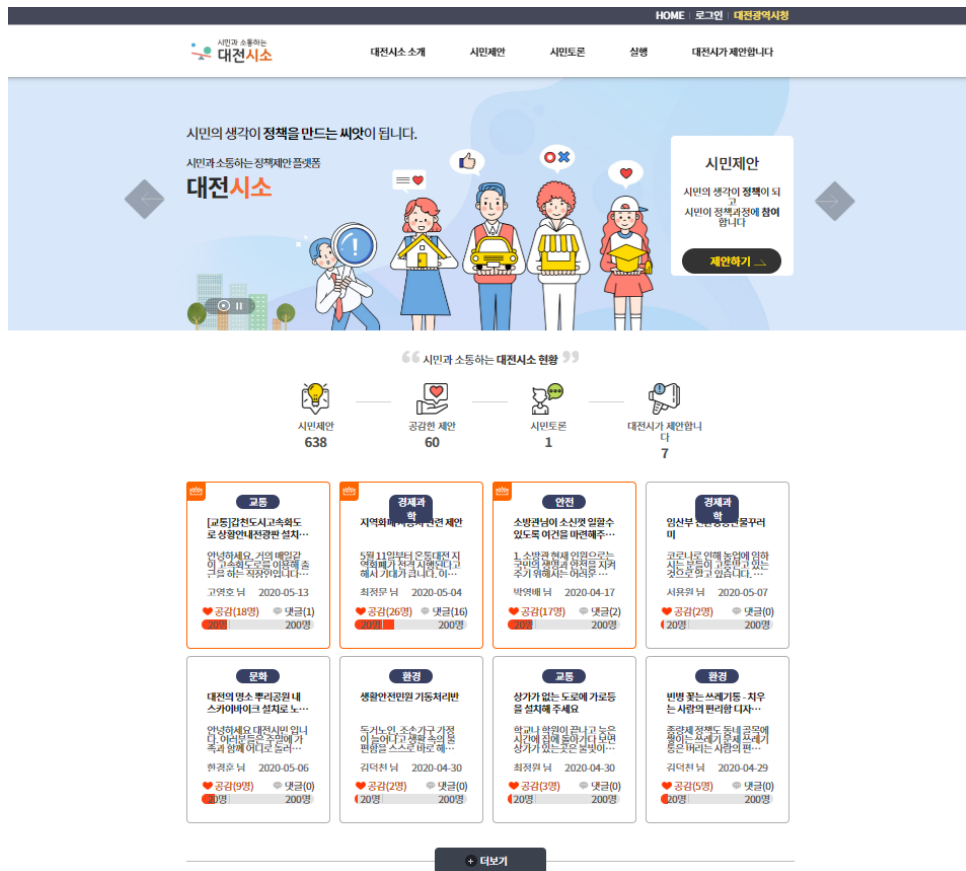 HOME 로그인 대전광역시청
시민과 소통하는
대전시소
대전시소 소개 시민제안 시민토론 실행 대전시가 제안합니다
시민의 생각이 정책을 만드는 씨앗이 됩니다.
시민과 소통하는 정책제안 플랫폼
대전시소
시민제안
시민의 생각이 정책이 되
고
시민이 정책과정에 참여
합니다
제안하기
시민과 소통하는 대전시소 현황
시민제안
638
공감한 제안
60
시민토론
1
대전시가 제안합니
다
7
교통
[교통]갑천도시고속화도
로 상황안내전광판 설치…
안녕하세요, 거의 매일같
이 고속화도로를 이용해 출
근을 하는 직장인입니다…
고영호 님 2020-05-13
공감(18명) 댓글(1)
20명 200명
경제과
학
지역화폐 관련 제안
5월 11일부터 온통대전 지
역화폐가 전격 시행된다고
해서 기대가 큽니다. 이…
최정문 님 2020-05-04
공감(26명) 댓글(16)
20명 200명
안전
소방관님이 소신껏 일할수
있도록 여건을 마련해주…
1. 소방관 현재 인원으로는
국민의 생명과 안전을 지켜
주기 위해서는 어려운 …
박영배 님 2020-04-17
공감(17명) 댓글(2)
20명 200명
경제과
학
임산부 친환경농산물꾸러
미
코로나로 인해 농업에 임하
시는 분들이 고통받고 있는
것으로 알고 있습니다. …
서용원 님 2020-05-07
공감(2명) 댓글(0)
20명 200명
문화
대전의 명소 뿌리공원 내
스카이바이크 설치로 노…
안녕하세요 대전시민 입니
다. 여러분들은 주말에 가
족과 함께 어디로 놀러…
한경훈 님 2020-05-06
공감(9명) 댓글(0)
20명 200명
환경
생활안전민원 기동처리반
독거노인, 조손가구 가정
이 늘어나고 생활 속의 불
편함을 스스로 바로 해…
김덕천 님 2020-04-30
공감(2명) 댓글(0)
20명 200명
교통
상가가 없는 도로에 가로등
을 설치해 주세요
학교나 학원이 끝나고 늦은
시간에 집에 돌아가다 보면
상가가 있는곳은 불빛이…
최정원 님 2020-04-30
공감(3명) 댓글(0)
20명 200명
환경
빈병 꽃는 쓰레기통 - 치우
는 사람의 편리함 디자…
종량제 정책도 동네 골목에
쌓이는 쓰레기 문제 쓰레기
통은 버리는 사람의 편…
김덕천 님 2020-04-29
공감(5명) 댓글(0)
20명 200명
더보기